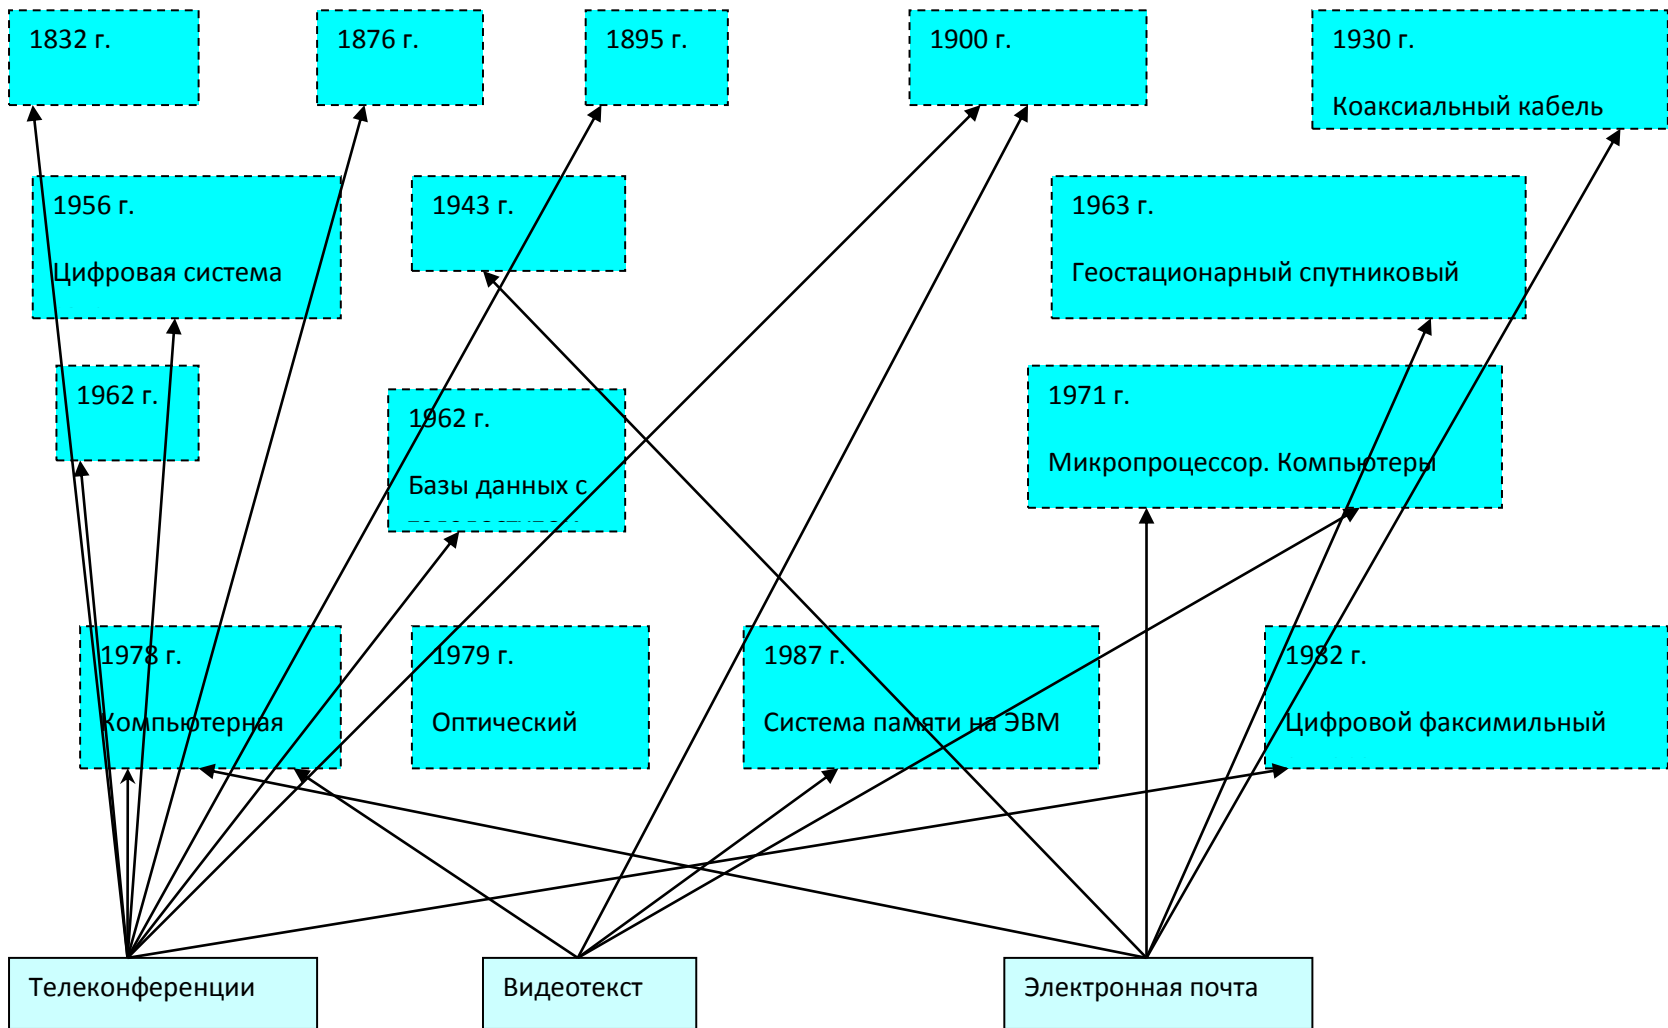 1832 г.
1876 г.
1895 г.
1900 г.
1930 г.
Коаксиальный кабель
1956 г.
Цифровая система
1943 г.
1963 г.
Геостационарный спутниковый
1962 г.
1962 г.
Базы данных с
1971 г.
Микропроцессор. Компьютеры
1978 г.
Компьютерная
1979 г.
Оптический
1987 г.
Система памяти на ЭВМ
1982 г.
Цифровой факсимильный
Телеконференции
Видеотекст
Электронная почта